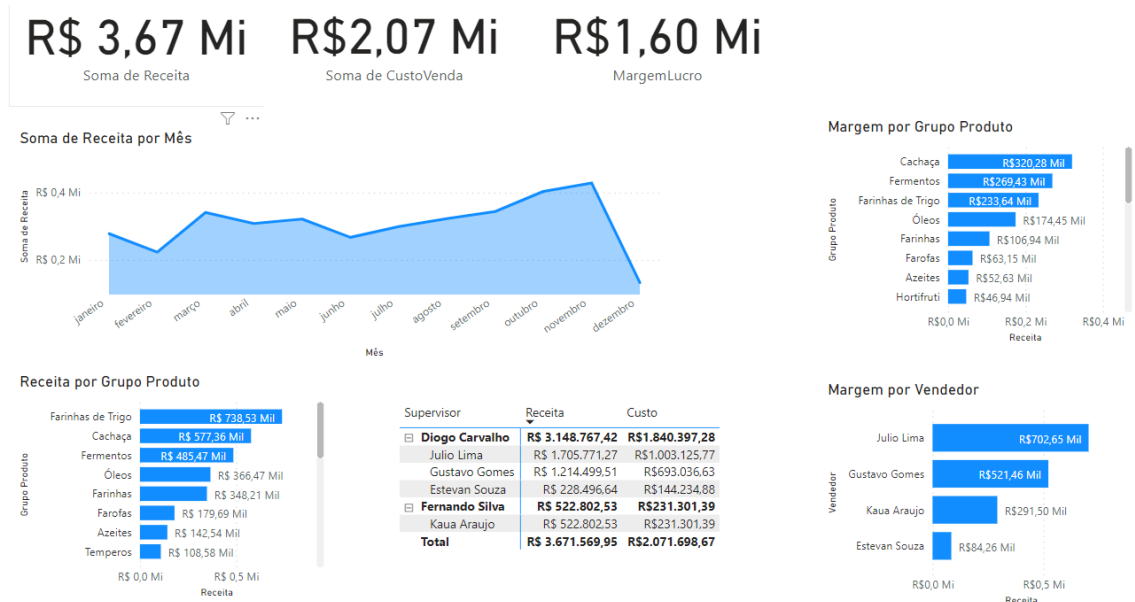 R$ 3,67 Mi
Soma de Receita
R$2,07 Mi
Soma de CustoVenda
R$1,60 Mi
MargemLucro
Soma de Receita por Mês
Soma de Receita
R$ 0,4 Mi
R$ 0,2 Mi
janeiro fevereiro março abril maio junho julho agosto setembro outubro novembro dezembro
Mês
Margem por Grupo Produto
Grupo Produto
Cachaça R$320,28 Mil
Fermentos R$269,43 Mil
Farinhas de Trigo R$233,64 Mil
Óleos R$174,45 Mil
Farinhas R$106,94 Mil
Farofas R$63,15 Mil
Azeites R$52,63 Mil
Hortifruti R$46,94 Mil
R$0,0 Mi R$0,2 Mi R$0,4 Mi
Receita
Receita por Grupo Produto
Grupo Produto
Farinhas de Trigo R$ 738,53 Mil
Cachaça R$ 577,36 Mil
Fermentos R$ 485,47 Mil
Óleos R$ 366,47 Mil
Farinhas R$ 348,21 Mil
Farofas R$ 179,69 Mil
Azeites R$ 142,54 Mil
Temperos R$ 108,58 Mil
R$ 0,0 Mi R$ 0,5 Mi
Receita
Supervisor Receita Custo
Diogo Carvalho R$ 3.148.767,42 R$1.840.397,28
Julio Lima R$ 1.705.771,27 R$1.003.125,77
Gustavo Gomes R$ 1.214.499,51 R$693.036,63
Estevan Souza R$ 228.496,64 R$144.234,88
Fernando Silva R$ 522.802,53 R$231.301,39
Kaua Araujo R$ 522.802,53 R$231.301,39
Total R$ 3.671.569,95 R$2.071.698,67
Margem por Vendedor
Vendedor
Julio Lima R$702,65 Mil
Gustavo Gomes R$521,46 Mil
Kaua Araujo R$291,50 Mil
Estevan Souza R$84,26 Mil
R$0,0 Mi R$0,5 Mi
Receita